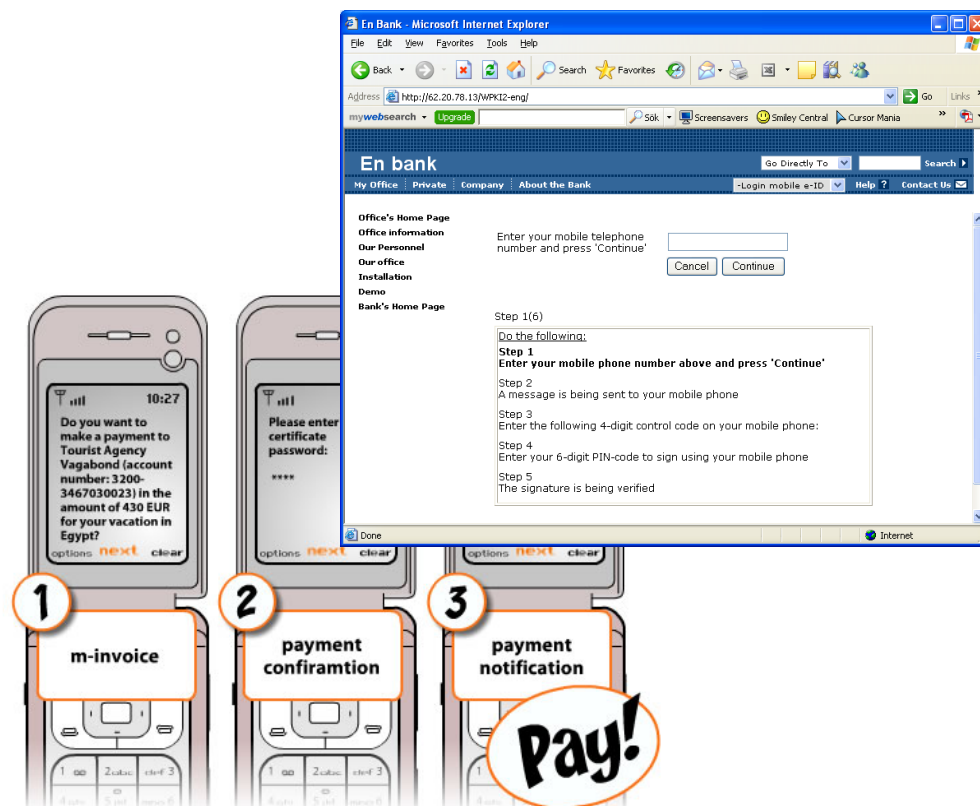 En Bank - Microsoft Internet Explorer
File Edit View Favorites Tools Help
Back Search Favorites
Address http://62.20.78.13/WPKI2-eng/ Go Links »
mywebsearch Upgrade Sök Screensavers Smiley Central Cursor Mania »
En bank
Go Directly To Search
My Office Private Company About the Bank
-Login mobile e-ID Help ? Contact Us
Office's Home Page
Office information
Our Personnel
Our office
Installation
Demo
Bank's Home Page
Enter your mobile telephone
number and press 'Continue'
Cancel Continue
Step 1(6)
Do the following:
Step 1
Enter your mobile phone number above and press 'Continue'
Step 2
A message is being sent to your mobile phone
Step 3
Enter the following 4-digit control code on your mobile phone:
Step 4
Enter your 6-digit PIN-code to sign using your mobile phone
Step 5
The signature is being verified
Done Internet
10:27
Do you want to
make a payment to
Tourist Agency
Vagabond (account
number: 3200-
3467030023) in the
amount of 430 EUR
for your vacation in
Egypt?
options next clear
1
m-invoice
1 2abc def3
Please enter
certificate
password:
****
options next clear
2
payment
confiramtion
1 2abc def3
options next clear
3
payment
notification
1
Pay!